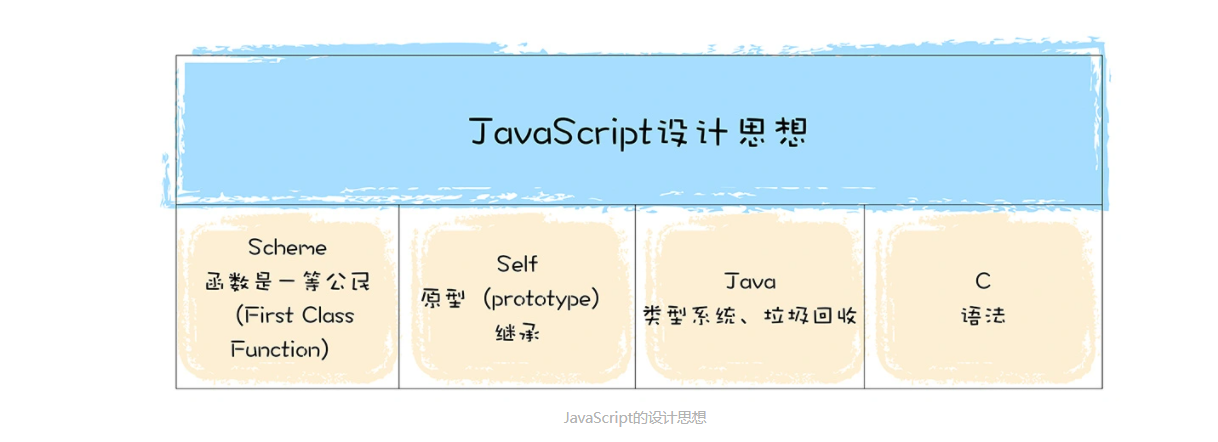 JavaScript设计思想
Scheme
函数是一等公民
(First Class
Function)
Self
原型 (prototype)
继承
Java
类型系统、垃圾回收
C
语法
JavaScript的设计思想